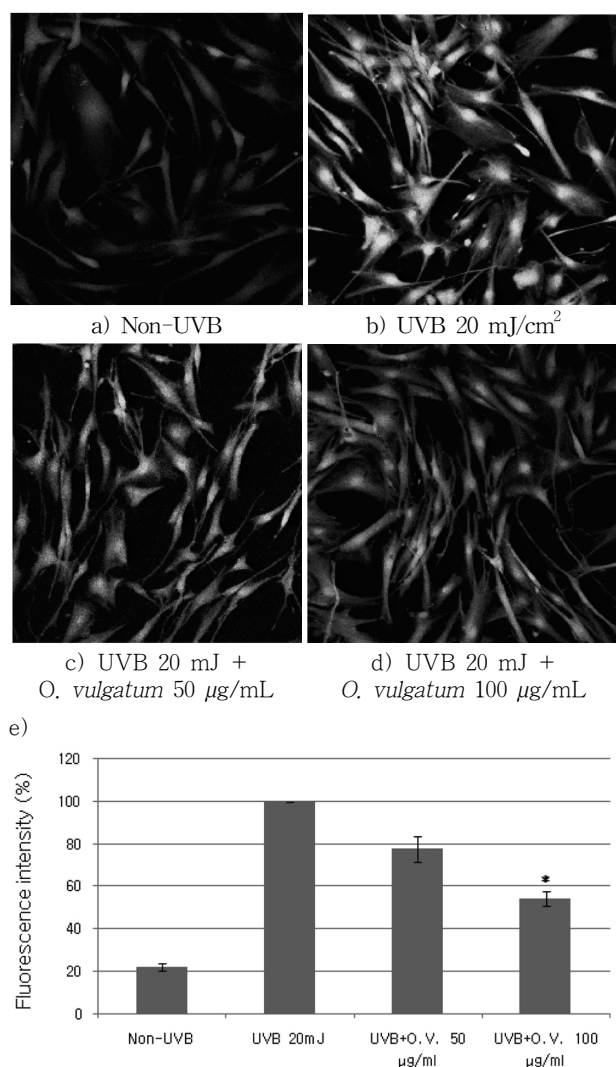 a) Non-UVB
b) UVB 20 mJ/cm²
c) UVB 20 mJ +
O. vulgatum 50 μg/mL
d) UVB 20 mJ +
O. vulgatum 100 μg/mL
e)
Fluorescence intensity (%)
120
100
80
60
40
20
0
*
Non-UVB
UVB 20mJ
UVB+O.V. 50
μg/ml
UVB+O.V. 100
μg/ml